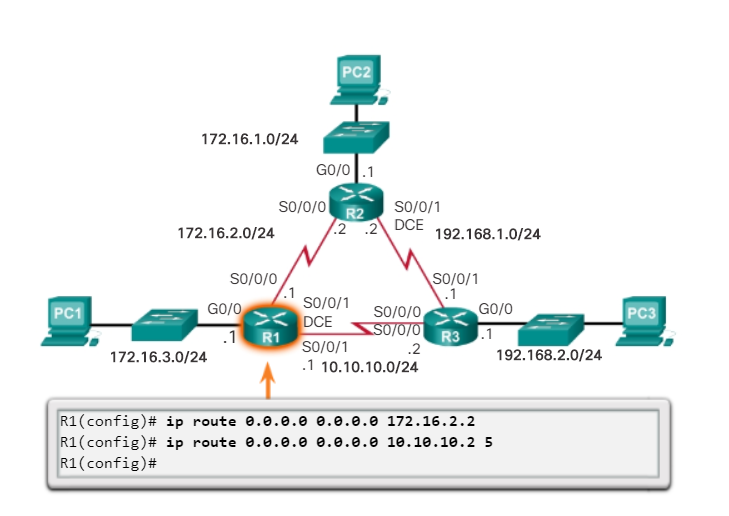 PC2
172.16.1.0/24
G0/0 .1
S0/0/0 R2 S0/0/1
DCE
172.16.2.0/24 .2 .2 192.168.1.0/24
S0/0/0 .1
S0/0/1 .1
PC1 G0/0 .1 R1
S0/0/1
DCE
S0/0/0
S0/0/0
G0/0
R3 .1 PC3
172.16.3.0/24
S0/0/1
.1 10.10.10.0/24
.2
192.168.2.0/24
R1(config)# ip route 0.0.0.0 0.0.0.0 172.16.2.2
R1(config)# ip route 0.0.0.0 0.0.0.0 10.10.10.2 5
R1(config)#